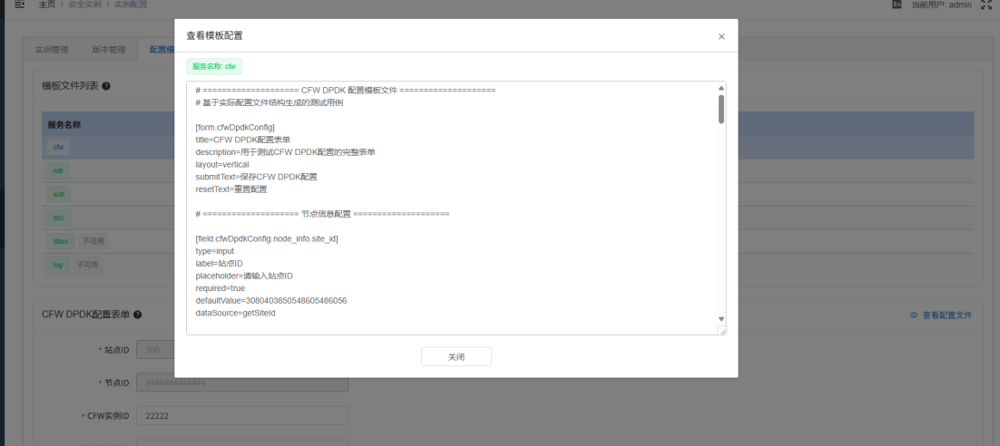 主页 / 安全实例 / 实例配置
En 当前用户: admin
实例管理 版本管理 配置模
查看模板配置
服务名称: cfw
模板文件列表
服务名称
cfw
ndr
waf
dsc
dbss 不可用
isg 不可用
# ==================== CFW DPDK 配置模板文件 ====================
# 基于实际配置文件结构生成的测试用例
[form.cfwDpdkConfig]
title=CFW DPDK配置表单
description=用于测试CFW DPDK配置的完整表单
layout=vertical
submitText=保存CFW DPDK配置
resetText=重置配置
# ==================== 节点信息配置 ====================
[field.cfwDpdkConfig.node_info.site_id]
type=input
label=站点ID
placeholder=请输入站点ID
required=true
defaultValue=3080403850548605486056
dataSource=getSiteId
关闭
CFW DPDK配置表单
查看配置文件
* 站点ID 200
* 节点ID 4444444444444
* CFW实例ID 22222